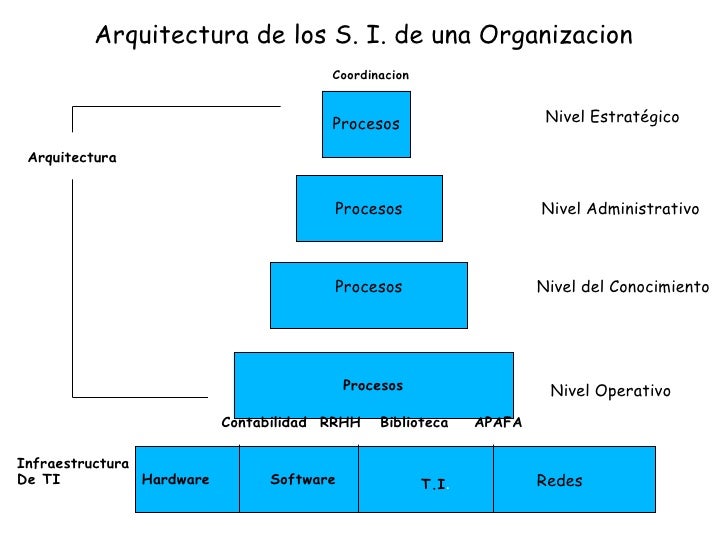 Arquitectura de los S. I. de una Organizacion
Coordinacion
Procesos
Nivel Estratégico
Arquitectura
Procesos
Nivel Administrativo
Procesos
Nivel del Conocimiento
Procesos
Nivel Operativo
Contabilidad RRHH Biblioteca APAFA
Infraestructura
De TI
Hardware
Software
T.I.
Redes